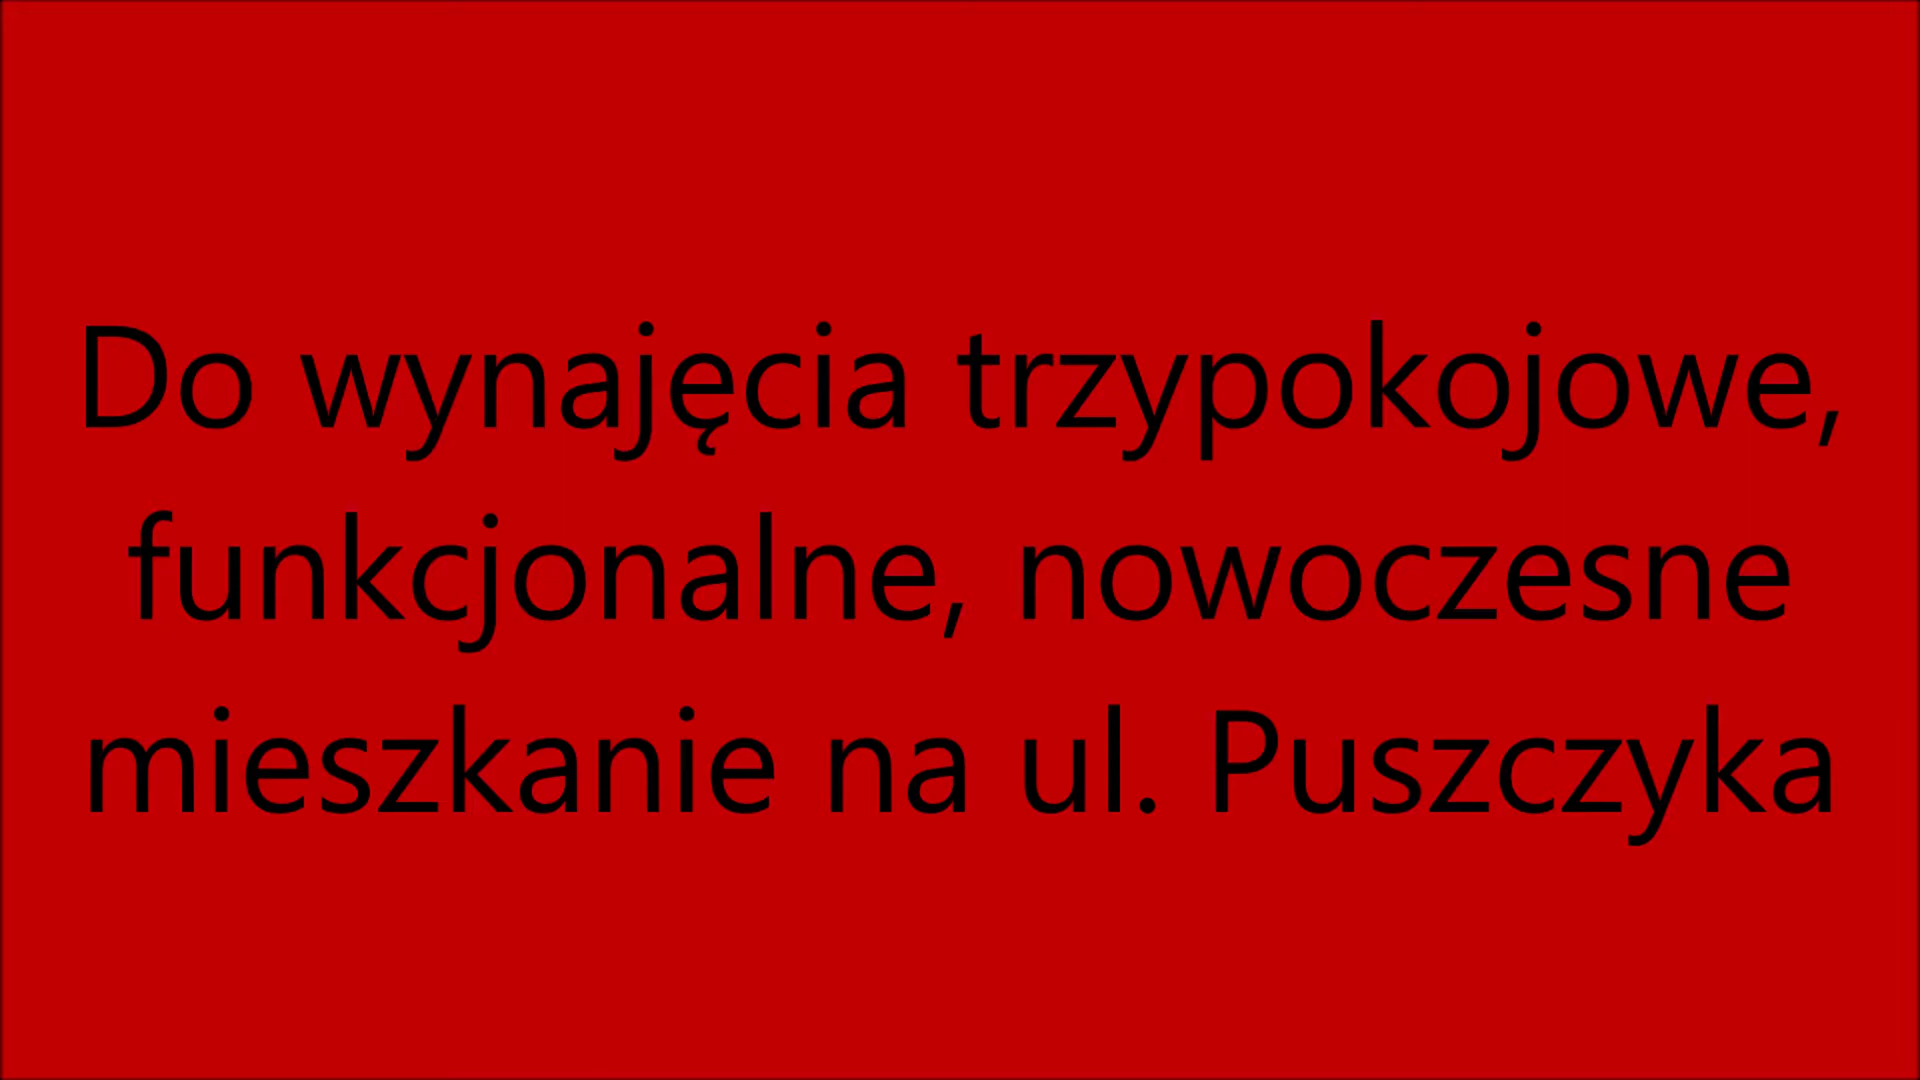 Do wynajęcia trzypokojowe,
funkcjonalne, nowoczesne
mieszkanie na ul. Puszczyka